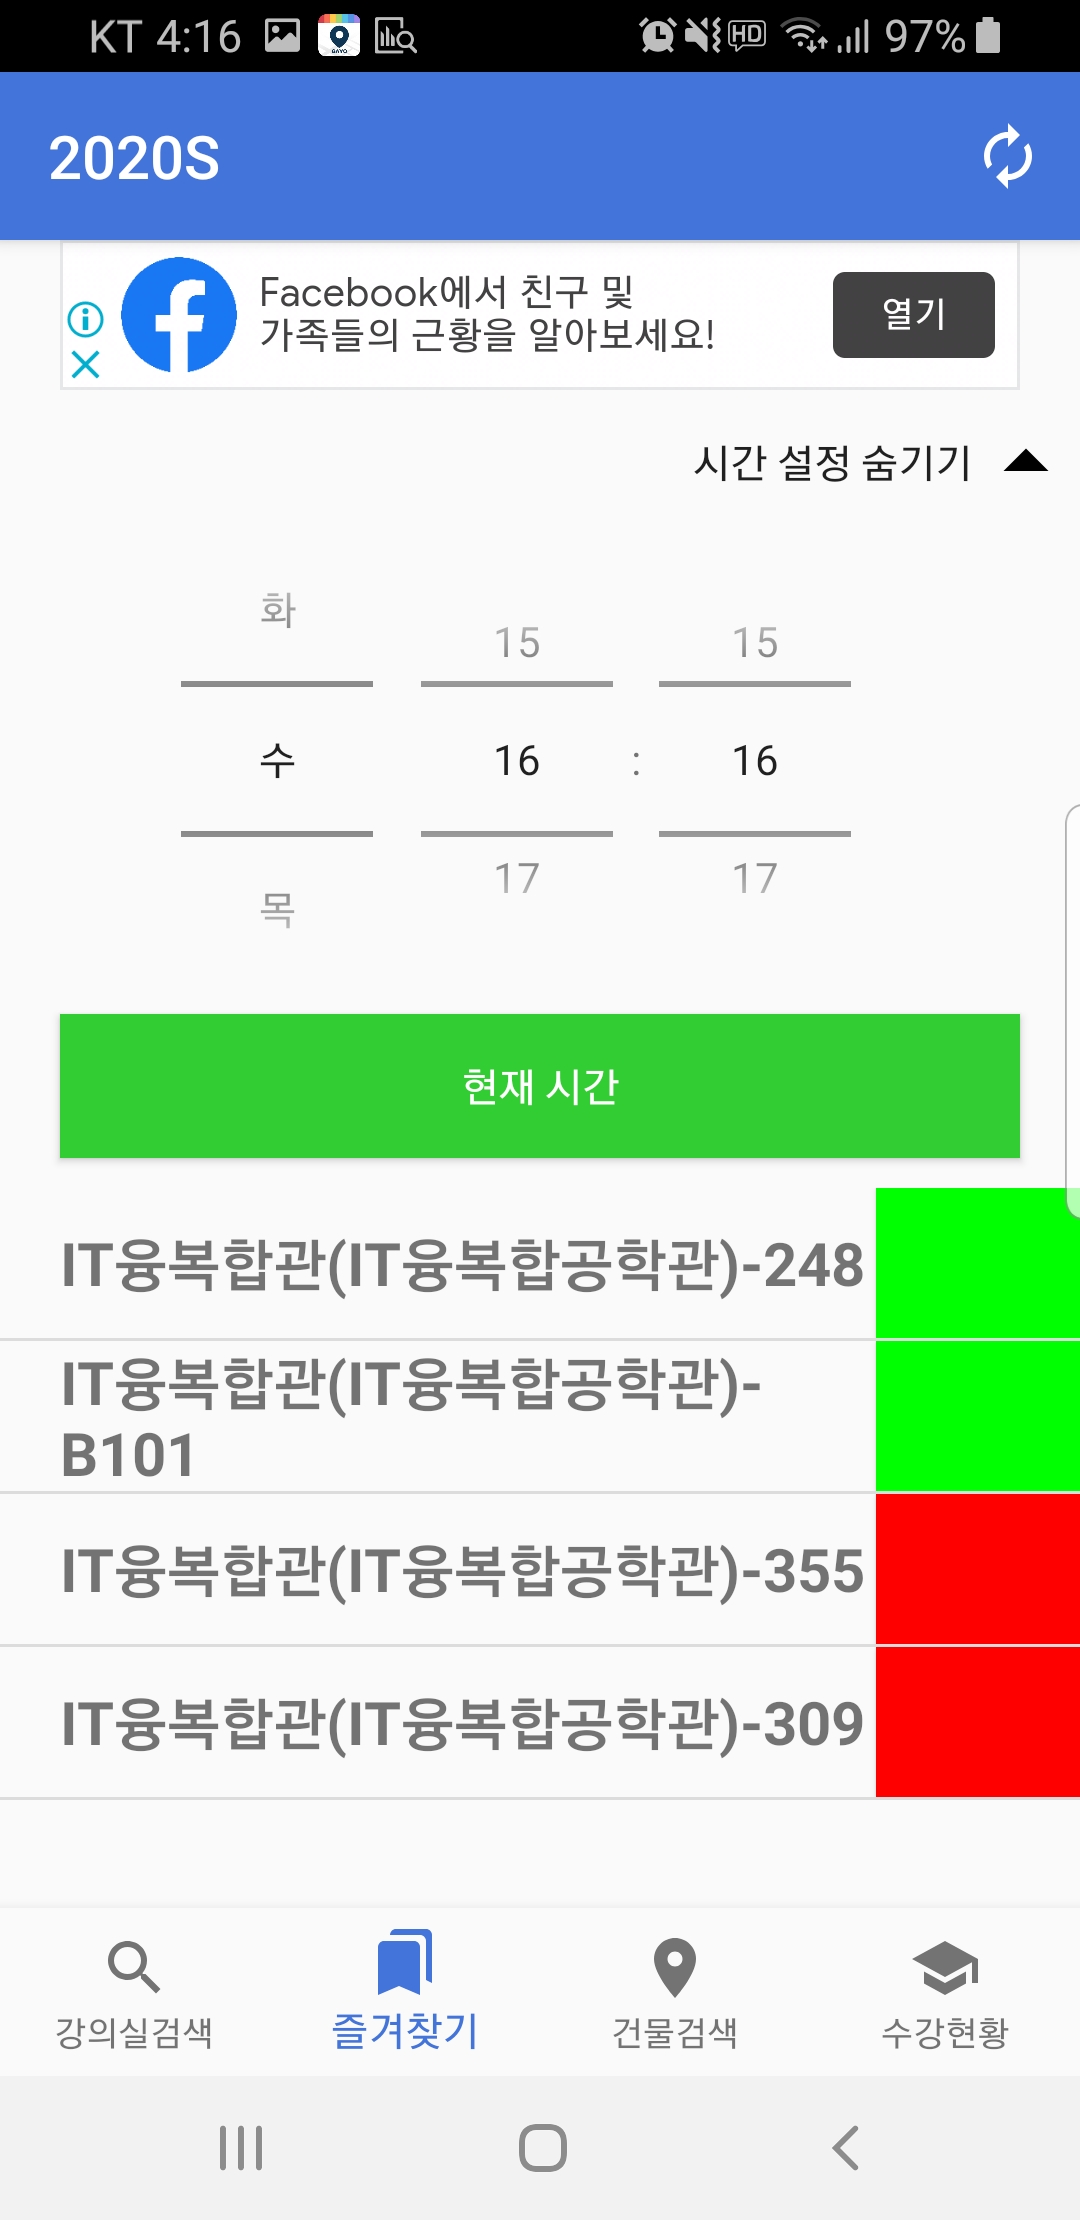 KT 4:16 HD 97%
2020S
Facebook에서 친구 및
가족들의 근황을 알아보세요!
열기
시간 설정 숨기기
화 15 15
수 16 : 16
목 17 17
현재 시간
IT융복합관(IT융복합공학관)-248
IT융복합관(IT융복합공학관)-
B101
IT융복합관(IT융복합공학관)-355
IT융복합관(IT융복합공학관)-309
강의실검색 즐겨찾기 건물검색 수강현황